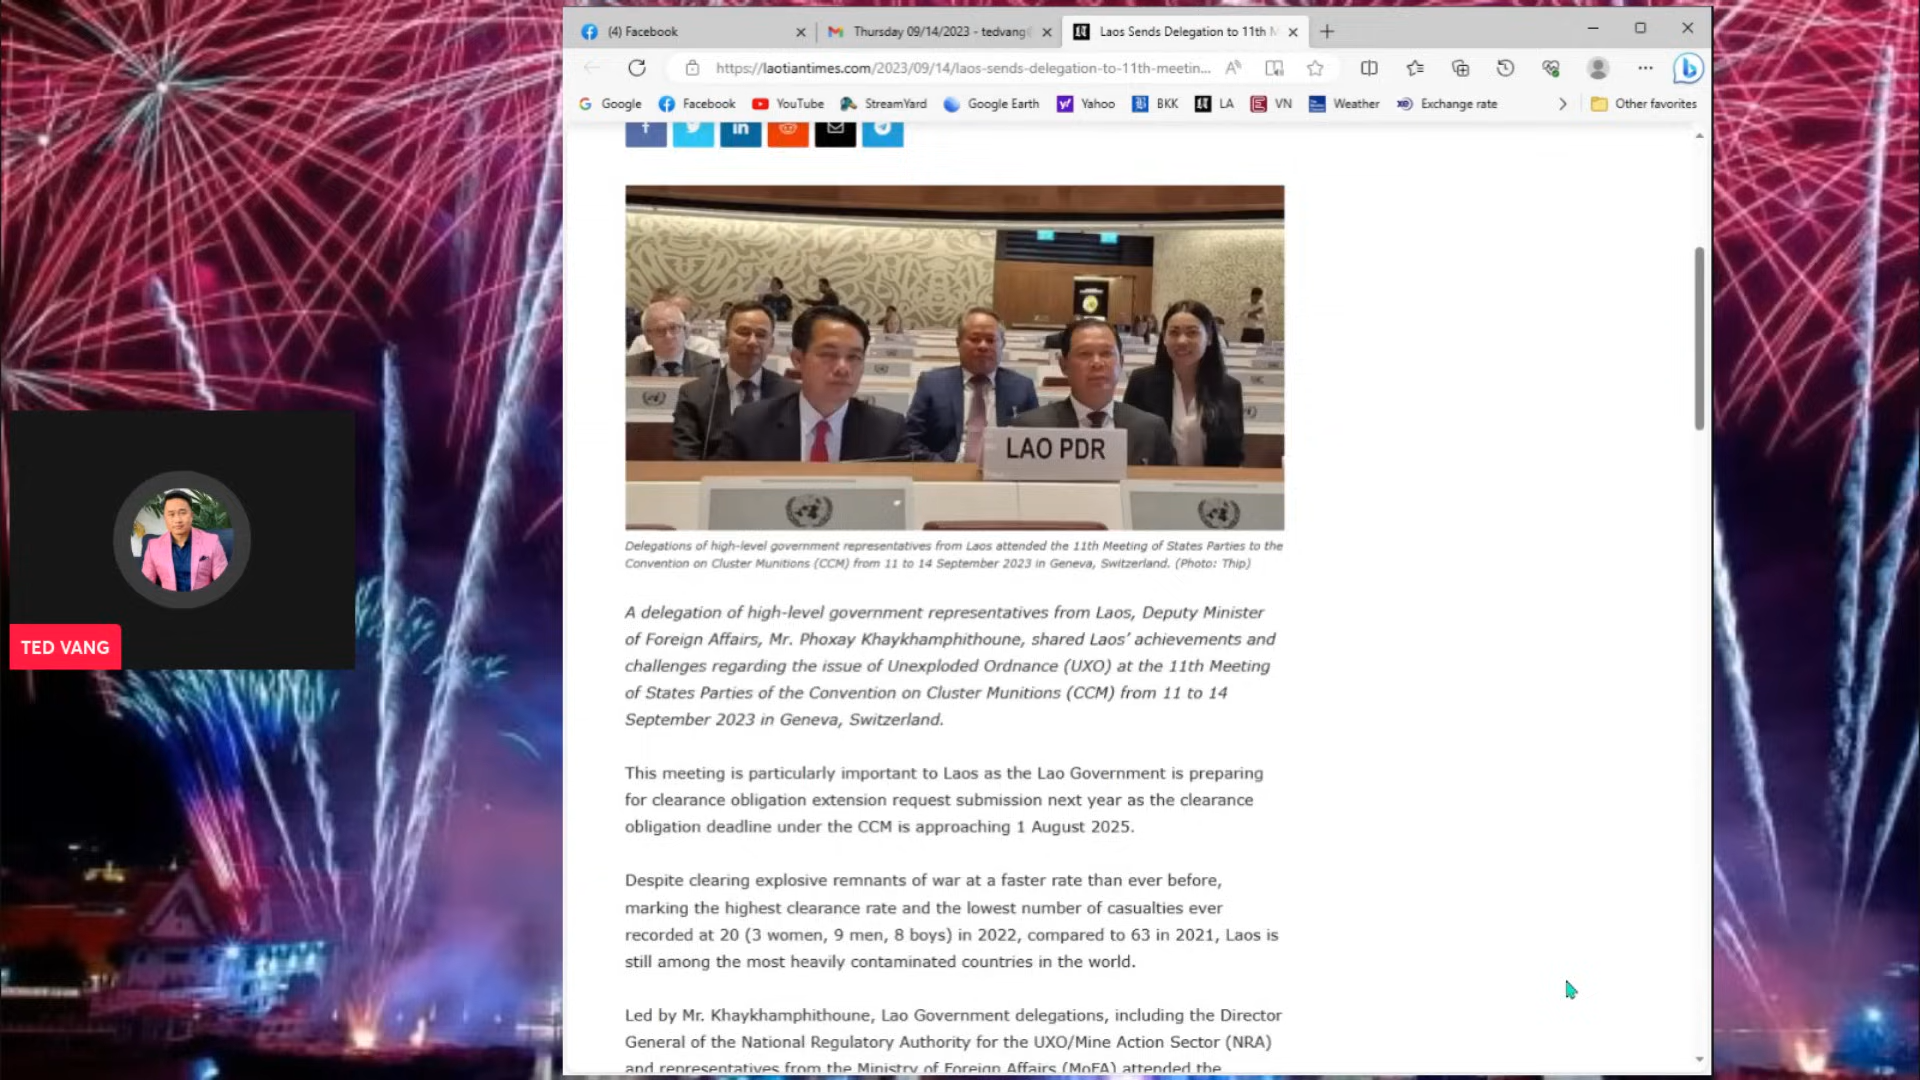 (4) Facebook
Thursday 09/14/2023 - tedvang
Laos Sends Delegation to 11th M
https://laotiantimes.com/2023/09/14/laos-sends-delegation-to-11th-meetin...
Google
Facebook
YouTube
StreamYard
Google Earth
Yahoo
BKK
LA
VN
Weather
Exchange rate
Other favorites
LAO PDR
Delegations of high-level government representatives from Laos attended the 11th Meeting of States Parties to the
Convention on Cluster Munitions (CCM) from 11 to 14 September 2023 in Geneva, Switzerland. (Photo: Thip)
A delegation of high-level government representatives from Laos, Deputy Minister
of Foreign Affairs, Mr. Phoxay Khaykhamphithoune, shared Laos’ achievements and
challenges regarding the issue of Unexploded Ordnance (UXO) at the 11th Meeting
of States Parties of the Convention on Cluster Munitions (CCM) from 11 to 14
September 2023 in Geneva, Switzerland.
This meeting is particularly important to Laos as the Lao Government is preparing
for clearance obligation extension request submission next year as the clearance
obligation deadline under the CCM is approaching 1 August 2025.
Despite clearing explosive remnants of war at a faster rate than ever before,
marking the highest clearance rate and the lowest number of casualties ever
recorded at 20 (3 women, 9 men, 8 boys) in 2022, compared to 63 in 2021, Laos is
still among the most heavily contaminated countries in the world.
Led by Mr. Khaykhamphithoune, Lao Government delegations, including the Director
General of the National Regulatory Authority for the UXO/Mine Action Sector (NRA)
and representatives from the Ministry of Foreign Affairs (MoFA) attended the
TED VANG